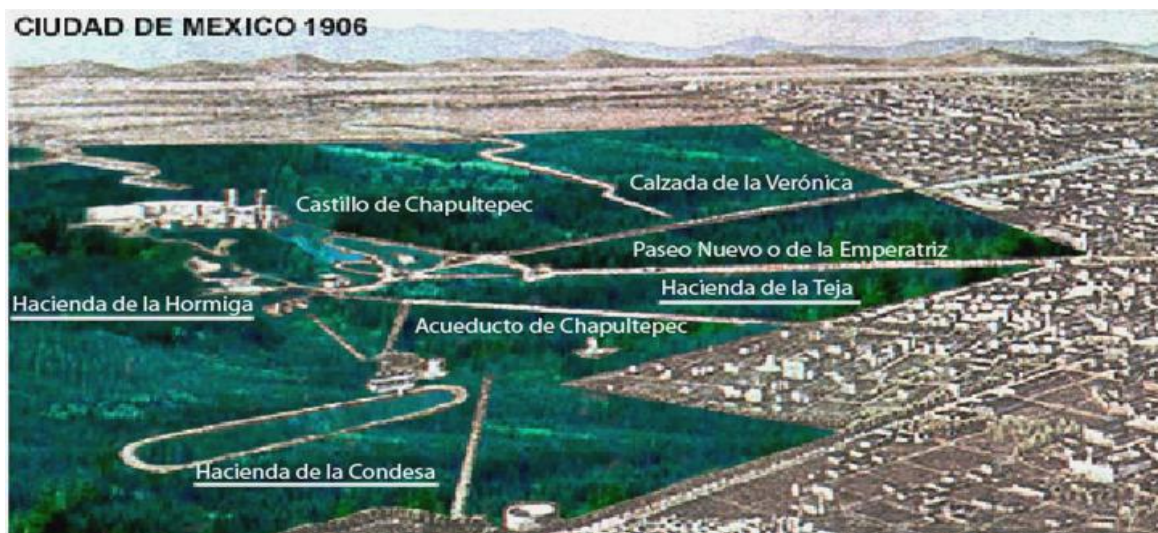 CIUDAD DE MEXICO 1906
Calzada de la Verónica
Castillo de Chapultepec
Paseo Nuevo o de la Emperatriz
Hacienda de la Teja
Hacienda de la Hormiga
Acueducto de Chapultepec
Hacienda de la Condesa